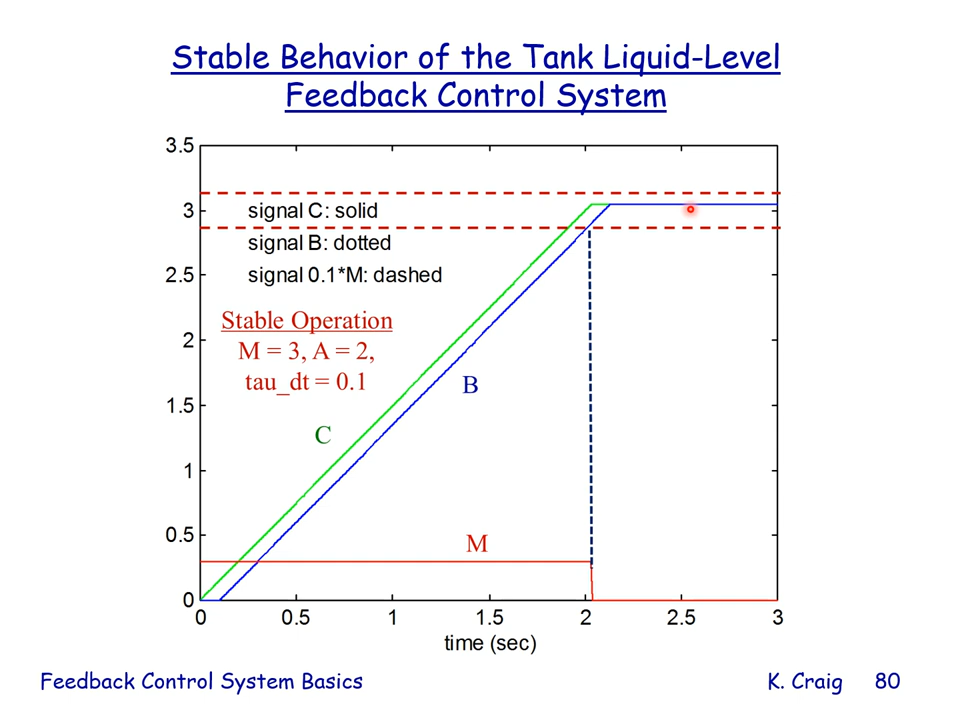 Stable Behavior of the Tank Liquid-Level
Feedback Control System
3.5
3
2.5
2
1.5
1
0.5
0
signal C: solid
signal B: dotted
signal 0.1*M: dashed
Stable Operation
M = 3, A = 2,
tau_dt = 0.1
B
C
M
0 0.5 1 1.5 2 2.5 3
time (sec)
Feedback Control System Basics K. Craig 80